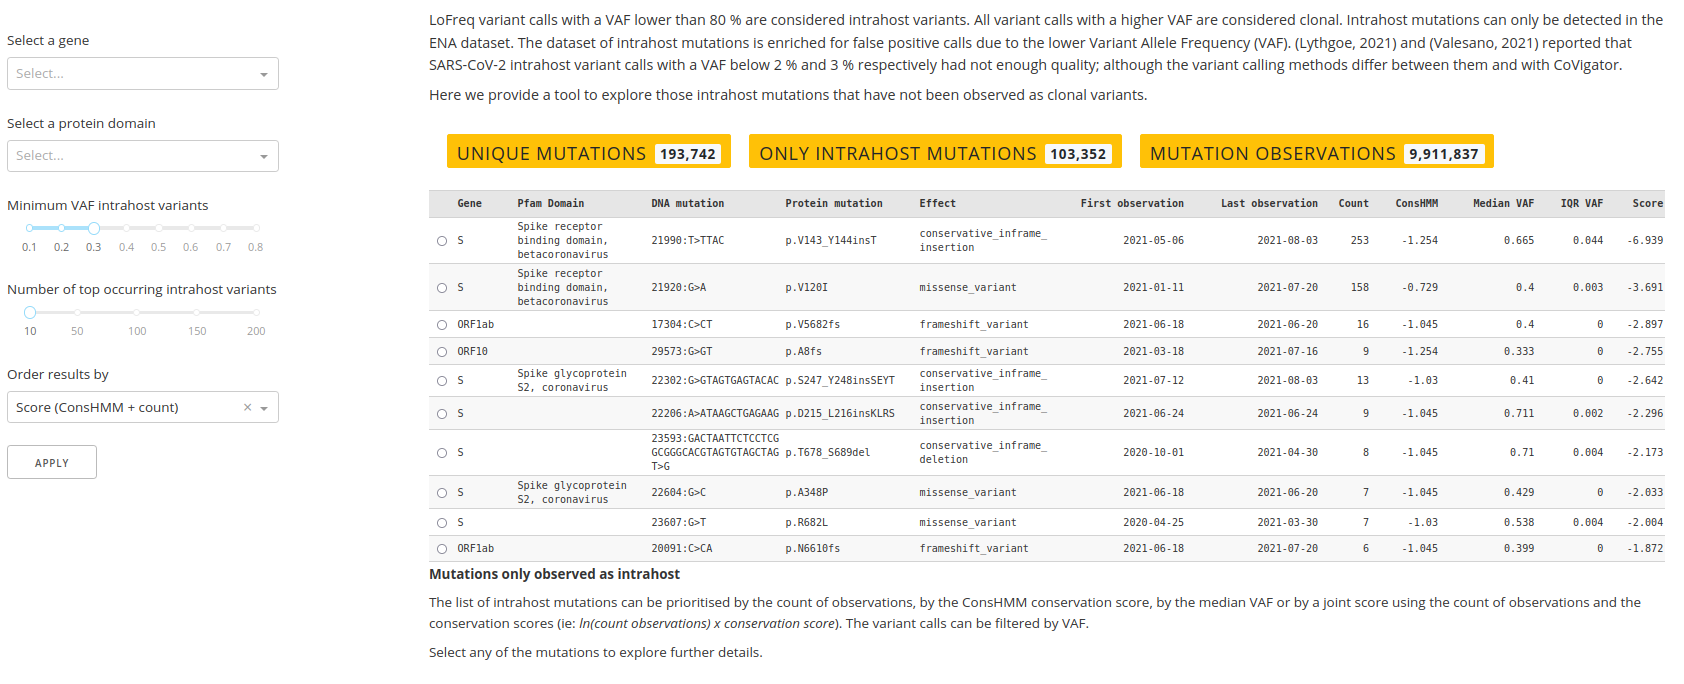 Select a gene
Select...
Select a protein domain
Select...
Minimum VAF intrahost variants
0.1 0.2 0.3 0.4 0.5 0.6 0.7 0.8
Number of top occurring intrahost variants
10 50 100 150 200
Order results by
Score (ConsHMM + count) ×
APPLY
LoFreq variant calls with a VAF lower than 80 % are considered intrahost variants. All variant calls with a higher VAF are considered clonal. Intrahost mutations can only be detected in the
ENA dataset. The dataset of intrahost mutations is enriched for false positive calls due to the lower Variant Allele Frequency (VAF). (Lythgoe, 2021) and (Valesano, 2021) reported that
SARS-CoV-2 intrahost variant calls with a VAF below 2 % and 3 % respectively had not enough quality; although the variant calling methods differ between them and with CoVigator.
Here we provide a tool to explore those intrahost mutations that have not been observed as clonal variants.
UNIQUE MUTATIONS 193,742 ONLY INTRAHOST MUTATIONS 103,352 MUTATION OBSERVATIONS 9,911,837
Gene Pfam Domain DNA mutation Protein mutation Effect First observation Last observation Count ConsHMM Median VAF IQR VAF Score
Spike receptor
binding domain,
betacoronavirus
S 21990:T>TTAC p.V143_Y144insT
conservative_inframe_
insertion
2021-05-06 2021-08-03 253 -1.254 0.665 0.044 -6.939
Spike receptor
binding domain,
betacoronavirus
S 21920:G>A p.V120I missense_variant 2021-01-11 2021-07-20 158 -0.729 0.4 0.003 -3.691
ORF1ab 17304:C>CT p.V5682fs frameshift_variant 2021-06-18 2021-06-20 16 -1.045 0.4 0 -2.897
ORF10 29573:G>GT p.A8fs frameshift_variant 2021-03-18 2021-07-16 9 -1.254 0.333 0 -2.755
Spike glycoprotein
S2, coronavirus
S 22302:G>GTAGTGAGTACAC p.S247_Y248insSEYT
conservative_inframe_
insertion
2021-07-12 2021-08-03 13 -1.03 0.41 0 -2.642
S 22206:A>ATAAGCTGAGAAG p.D215_L216insKLRS
conservative_inframe_
insertion
2021-06-24 2021-06-24 9 -1.045 0.711 0.002 -2.296
23593:GACTAATTCTCCTCG
GCGGGCACGTAGTGTAGCTAG
T>G
S p.T678_S689del
conservative_inframe_
deletion
2020-10-01 2021-04-30 8 -1.045 0.71 0.004 -2.173
Spike glycoprotein
S2, coronavirus
S 22604:G>C p.A348P missense_variant 2021-06-18 2021-06-20 7 -1.045 0.429 0 -2.033
S 23607:G>T p.R682L missense_variant 2020-04-25 2021-03-30 7 -1.03 0.538 0.004 -2.004
ORF1ab 20091:C>CA p.N6610fs frameshift_variant 2021-06-18 2021-07-20 6 -1.045 0.399 0 -1.872
Mutations only observed as intrahost
The list of intrahost mutations can be prioritised by the count of observations, by the ConsHMM conservation score, by the median VAF or by a joint score using the count of observations and the
conservation scores (ie: ln(count observations) x conservation score). The variant calls can be filtered by VAF.
Select any of the mutations to explore further details.